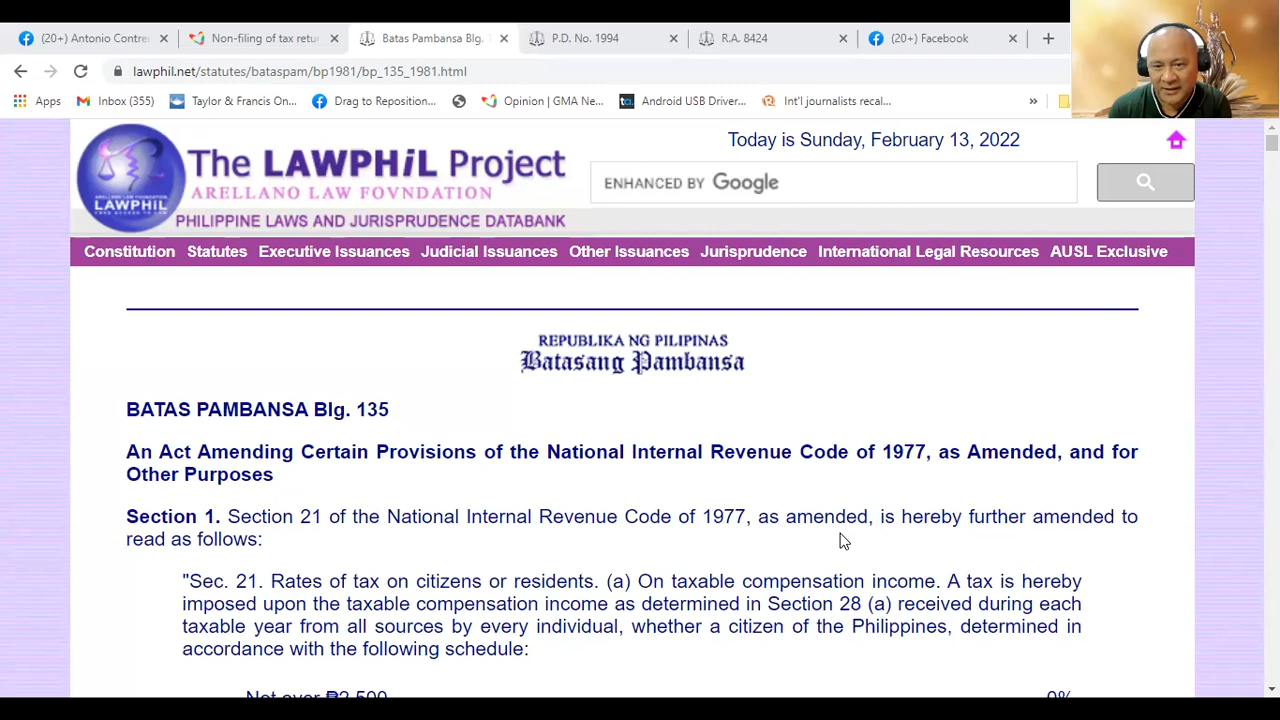 (20+) Antonio Contre
Non-filing of tax retu
Batas Pambansa Blg.
P.D. No. 1994
R.A. 8424
(20+) Facebook
lawphil.net/statutes/bataspam/bp1981/bp_135_1981.html
Apps
Inbox (355)
Taylor & Francis On...
Drag to Reposition...
Opinion | GMA Ne...
Android USB Driver...
Int'l journalists recal...
»
The LAWPHiL Project
ARELLANO LAW FOVNDATION
PHILIPPINE LAWS AND JURISPRUDENCE DATABANK
Today is Sunday, February 13, 2022
ENHANCED BY Google
Constitution Statutes Executive Issuances Judicial Issuances Other Issuances Jurisprudence International Legal Resources AUSL Exclusive
REPUBLIKA NG PILIPINAS
Batasang Pambansa
BATAS PAMBANSA Blg. 135
An Act Amending Certain Provisions of the National Internal Revenue Code of 1977, as Amended, and for
Other Purposes
Section 1. Section 21 of the National Internal Revenue Code of 1977, as amended, is hereby further amended to
read as follows:
"Sec. 21. Rates of tax on citizens or residents. (a) On taxable compensation income. A tax is hereby
imposed upon the taxable compensation income as determined in Section 28 (a) received during each
taxable year from all sources by every individual, whether a citizen of the Philippines, determined in
accordance with the following schedule:
Not over ₱2,500 0%